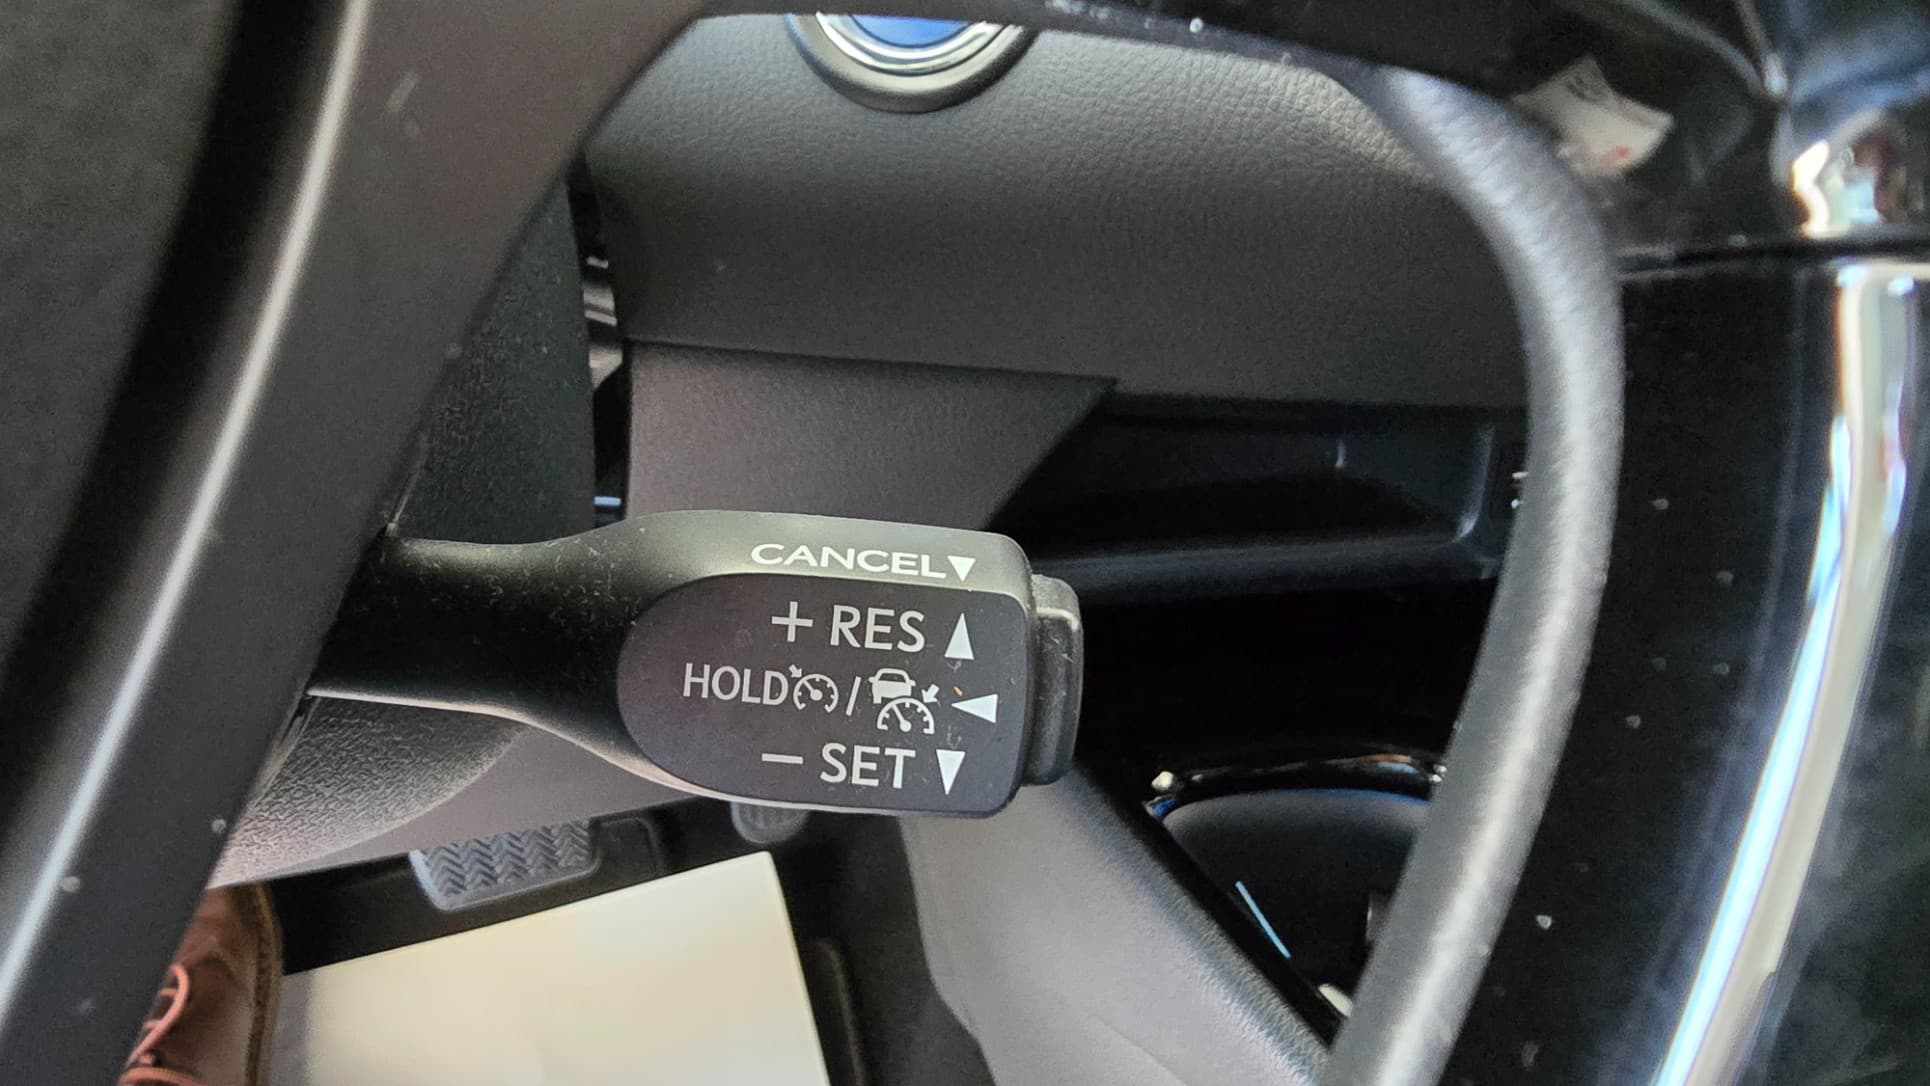 CANCEL▼
+ RES ▲
HOLD / ◀
− SET ▼